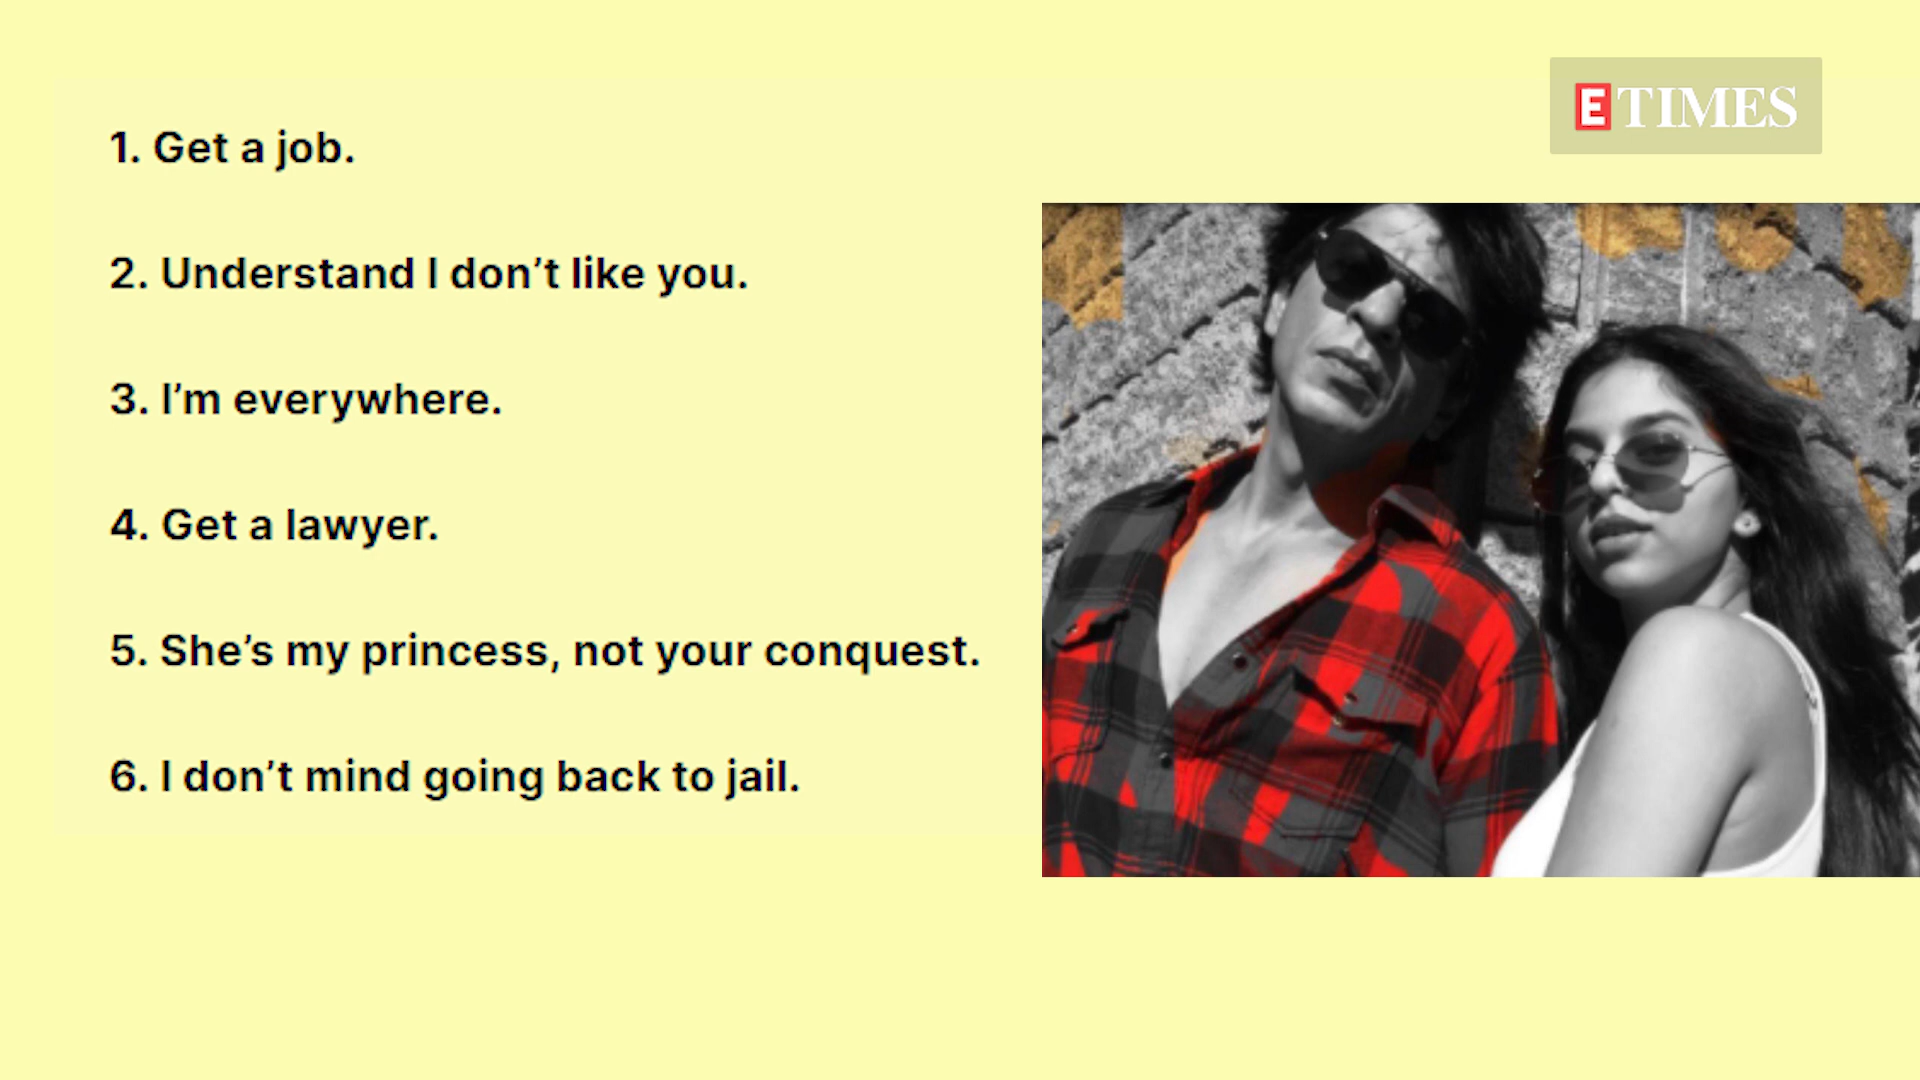 E TIMES
1. Get a job.
2. Understand I don’t like you.
3. I’m everywhere.
4. Get a lawyer.
5. She’s my princess, not your conquest.
6. I don’t mind going back to jail.